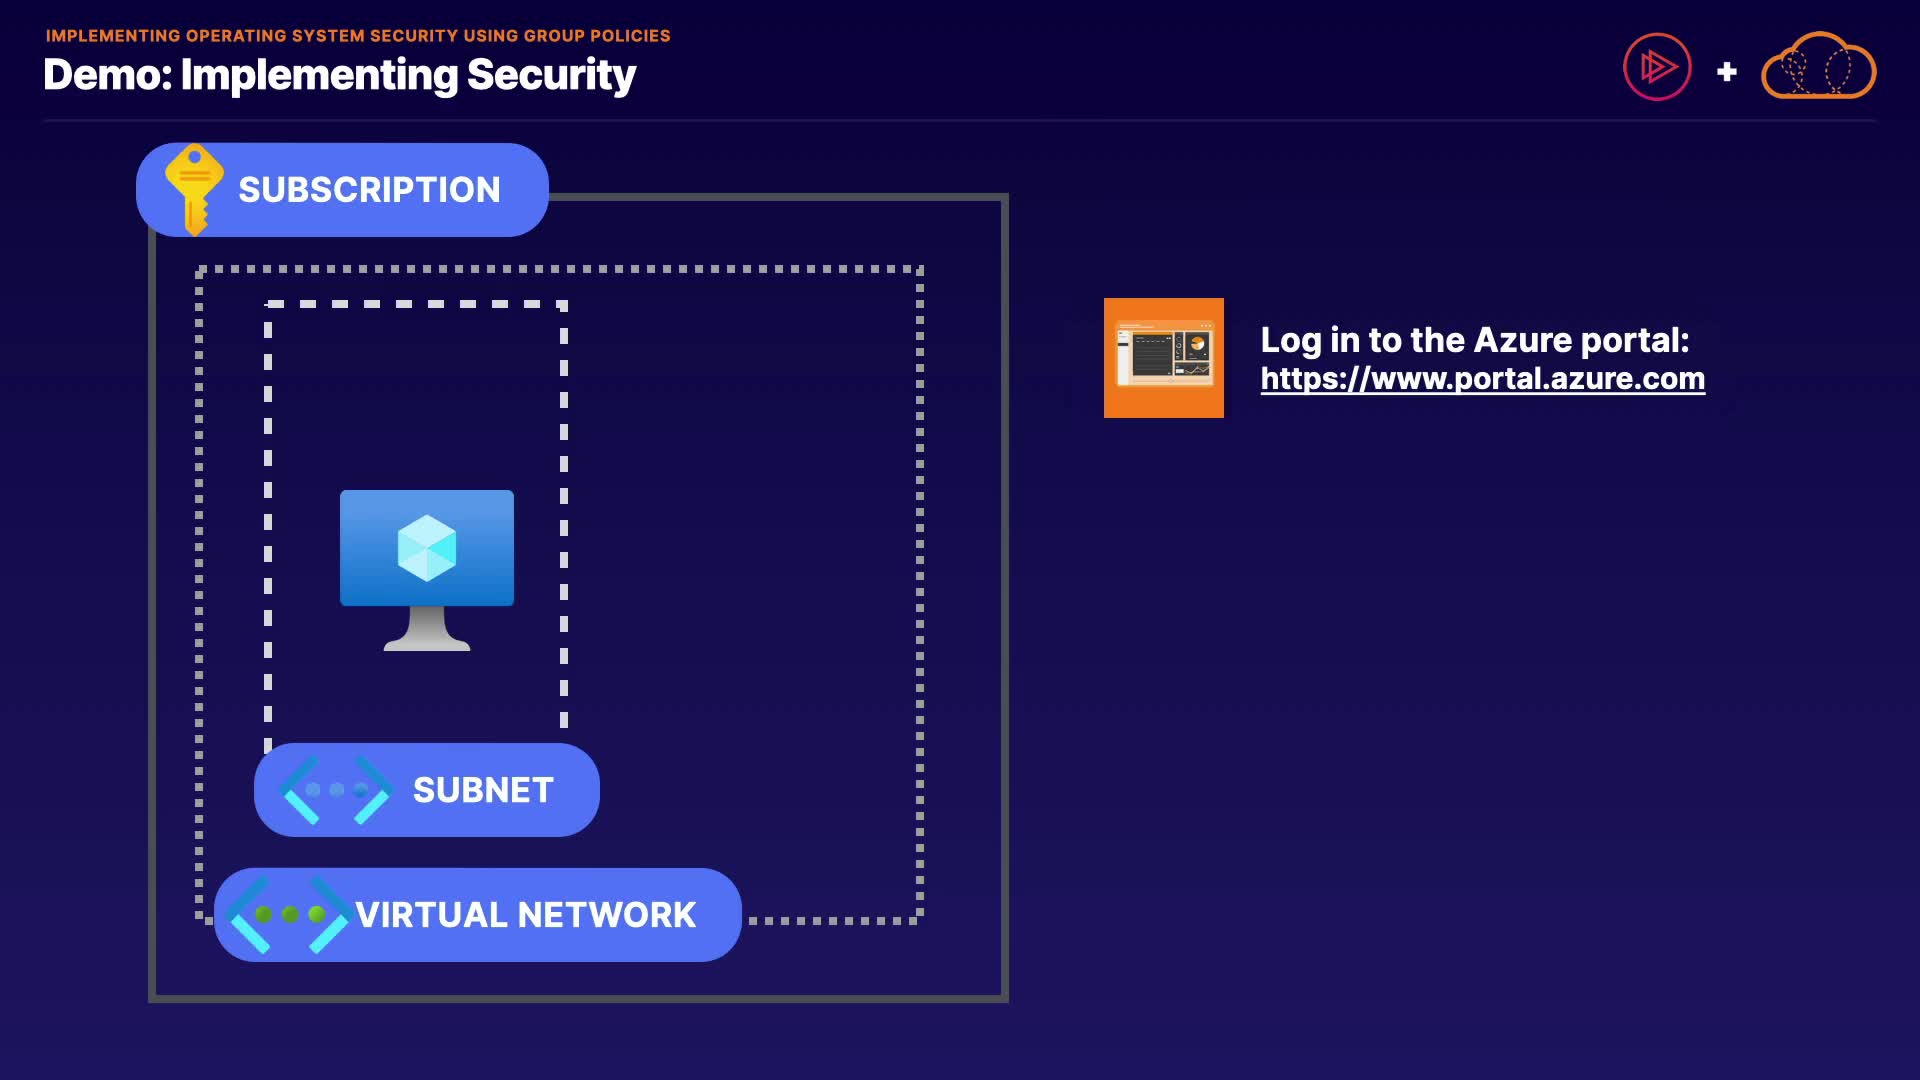 IMPLEMENTING OPERATING SYSTEM SECURITY USING GROUP POLICIES
Demo: Implementing Security
SUBSCRIPTION
Log in to the Azure portal:
https://www.portal.azure.com
SUBNET
VIRTUAL NETWORK